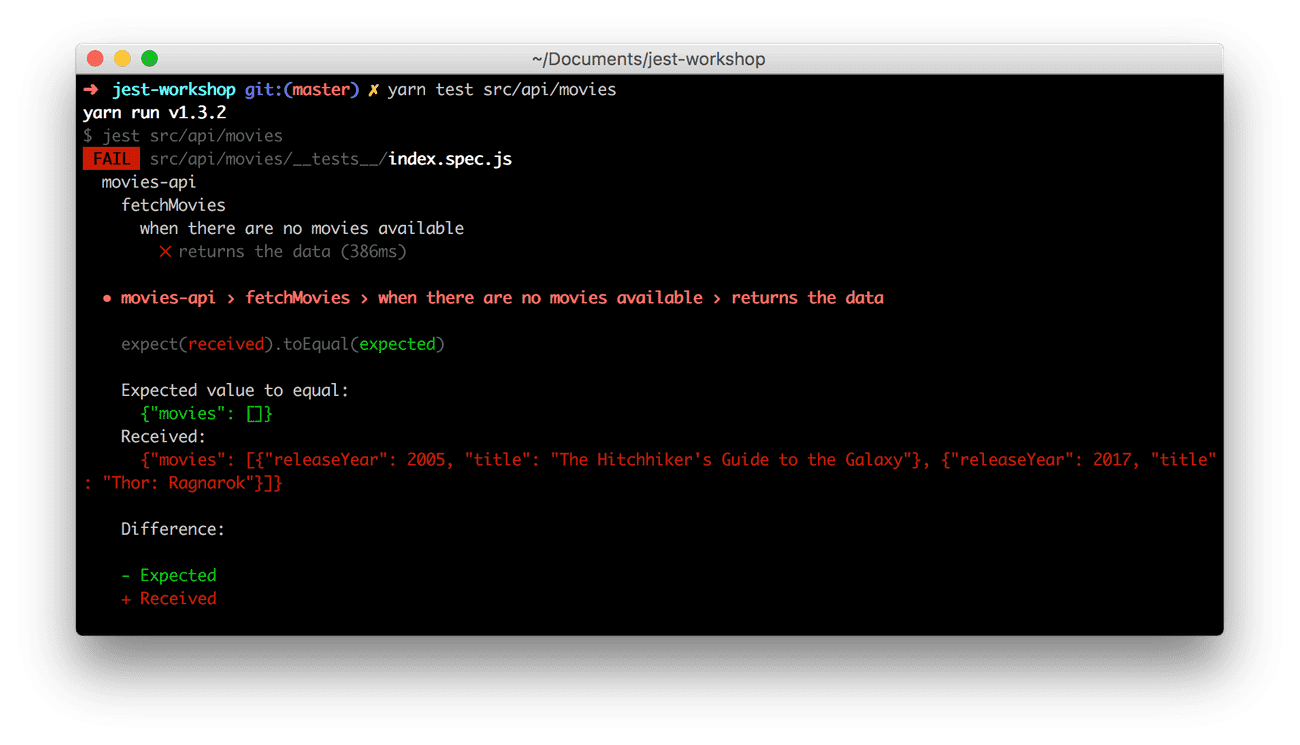 ~/Documents/jest-workshop
➜ jest-workshop git:(master) ✗ yarn test src/api/movies
yarn run v1.3.2
$ jest src/api/movies
FAIL src/api/movies/__tests__/index.spec.js
movies-api
fetchMovies
when there are no movies available
✕ returns the data (386ms)
● movies-api › fetchMovies › when there are no movies available › returns the data
expect(received).toEqual(expected)
Expected value to equal:
{"movies": []}
Received:
{"movies": [{"releaseYear": 2005, "title": "The Hitchhiker's Guide to the Galaxy"}, {"releaseYear": 2017, "title"
: "Thor: Ragnarok"}]}
Difference:
- Expected
+ Received